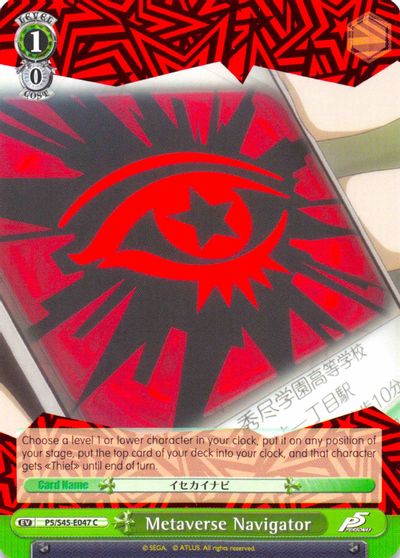 LEVEL
1
0
COST
秀尽学園高等学校
一丁目駅
歩10分
Choose a level 1 or lower character in your clock, put it on any position of
your stage, put the top card of your deck into your clock, and that character
gets «Thief» until end of turn.
Card Name イセカイナビ
EV P5/S45-E047 C Metaverse Navigator P5 PERSONA5
© SEGA. © ATLUS. All rights reserved.